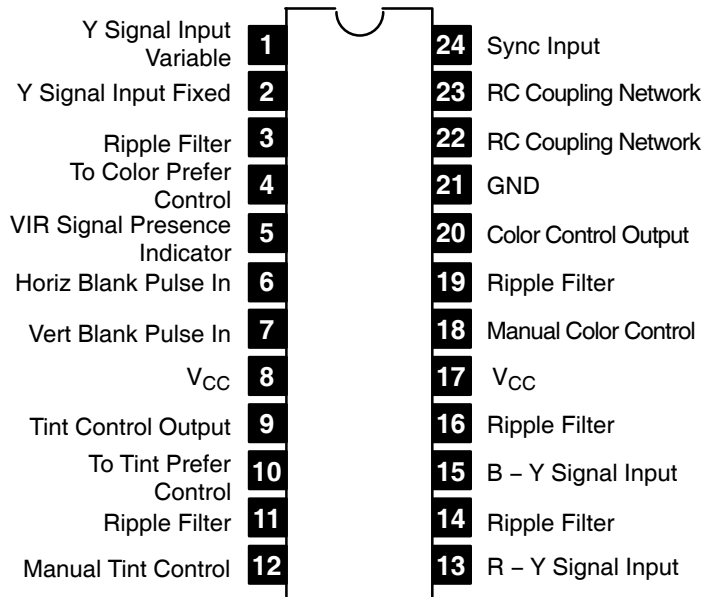 Y Signal Input
Variable
1
24
Sync Input
Y Signal Input Fixed
2
23
RC Coupling Network
Ripple Filter
3
22
RC Coupling Network
To Color Prefer
Control
4
21
GND
VIR Signal Presence
Indicator
5
20
Color Control Output
Horiz Blank Pulse In
6
19
Ripple Filter
Vert Blank Pulse In
7
18
Manual Color Control
VCC
8
17
VCC
Tint Control Output
9
16
Ripple Filter
To Tint Prefer
Control
10
15
B – Y Signal Input
Ripple Filter
11
14
Ripple Filter
Manual Tint Control
12
13
R – Y Signal Input